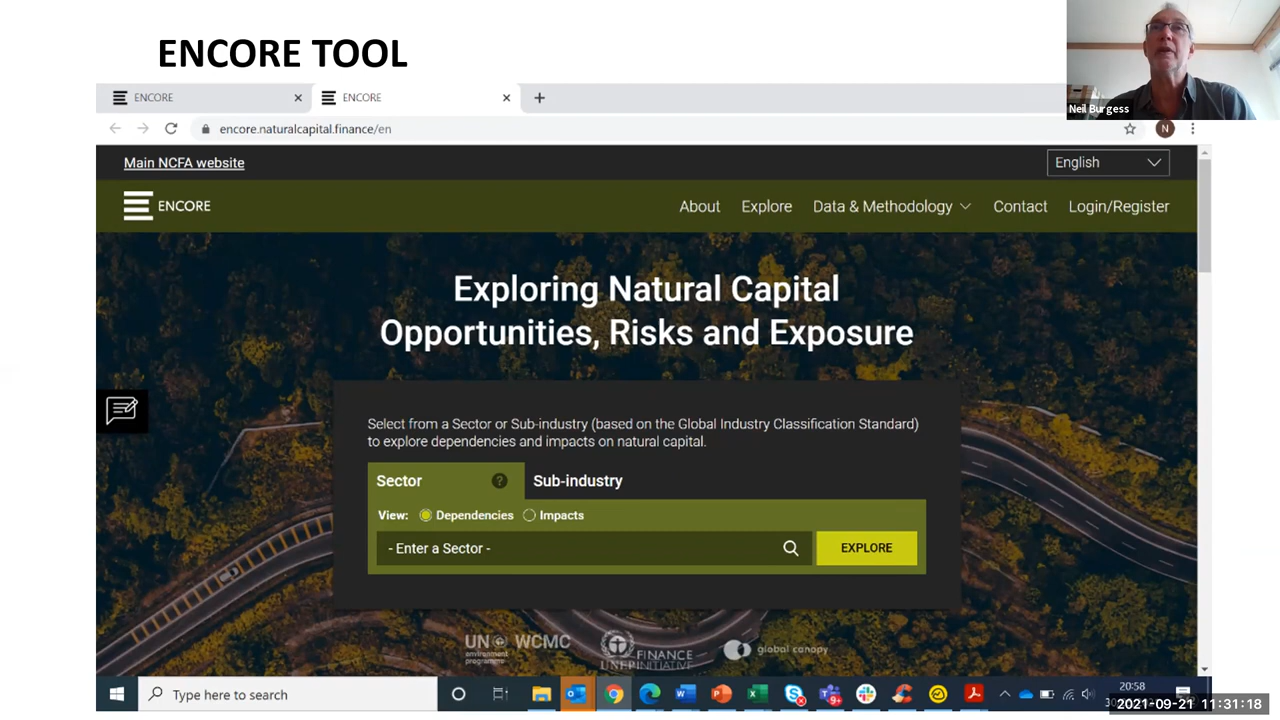 ENCORE TOOL
Neil Burgess
ENCORE
ENCORE
encore.naturalcapital.finance/en
N
Main NCFA website
English
ENCORE
About Explore Data & Methodology Contact Login/Register
Exploring Natural Capital
Opportunities, Risks and Exposure
Select from a Sector or Sub-industry (based on the Global Industry Classification Standard)
to explore dependencies and impacts on natural capital.
Sector ? Sub-industry
View: Dependencies Impacts
- Enter a Sector - EXPLORE
UN WCMC
environment
programme
FINANCE
UNEP INITIATIVE
global canopy
Type here to search
20:58
2021-09-21 11:31:18